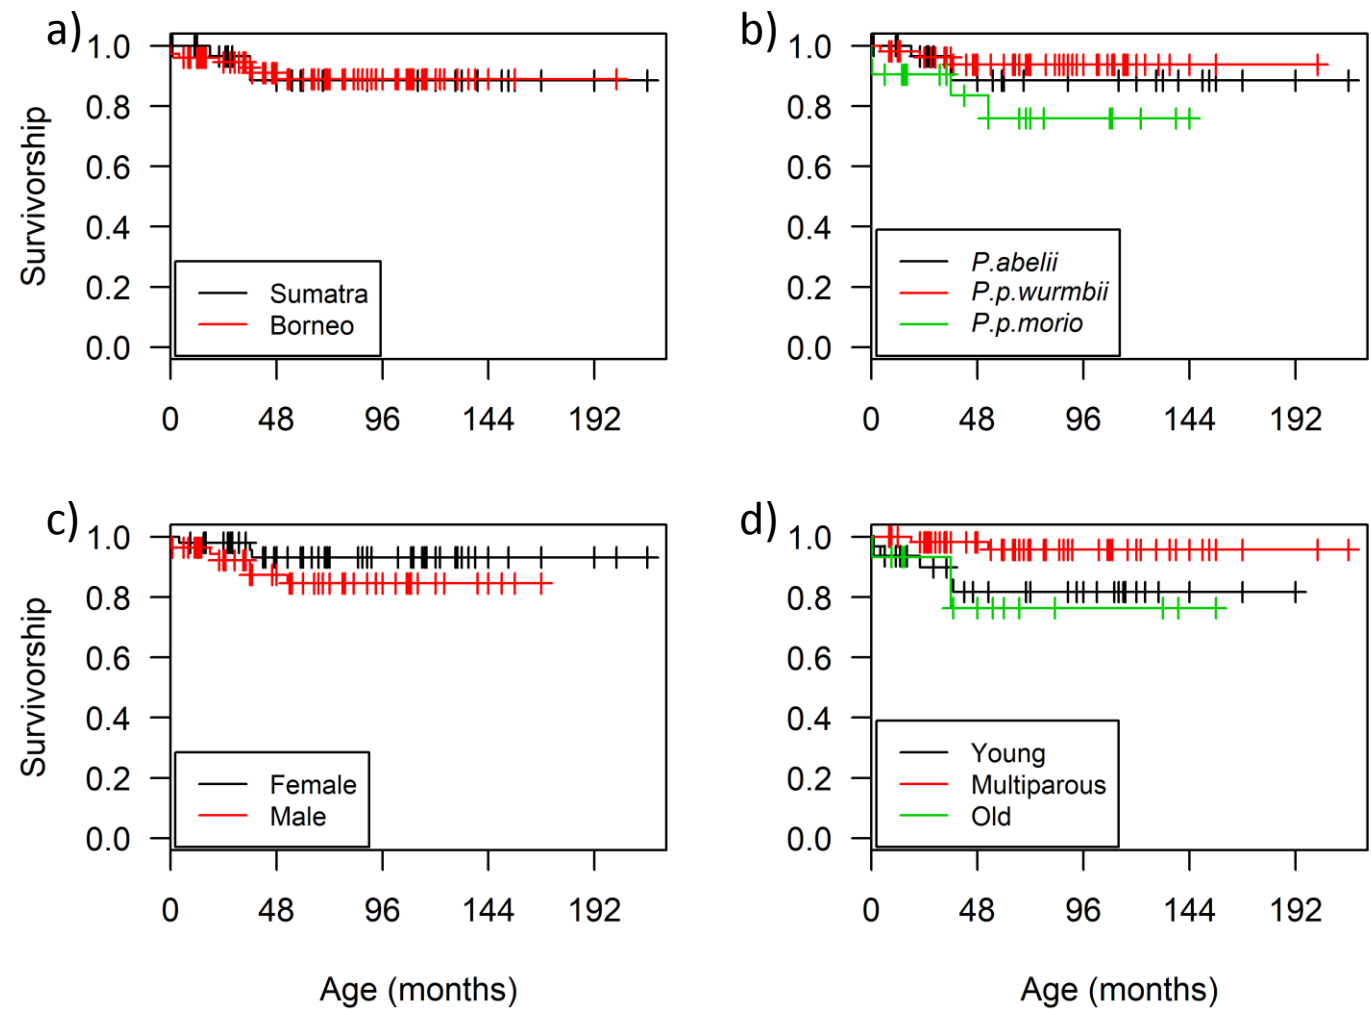 a)
1.0
0.8
0.6
0.4
0.2
0.0
Survivorship
Sumatra
Borneo
0 48 96 144 192
b)
1.0
0.8
0.6
0.4
0.2
0.0
P.abelii
P.p.wurmbii
P.p.morio
0 48 96 144 192
c)
1.0
0.8
0.6
0.4
0.2
0.0
Survivorship
Female
Male
0 48 96 144 192
Age (months)
d)
1.0
0.8
0.6
0.4
0.2
0.0
Young
Multiparous
Old
0 48 96 144 192
Age (months)